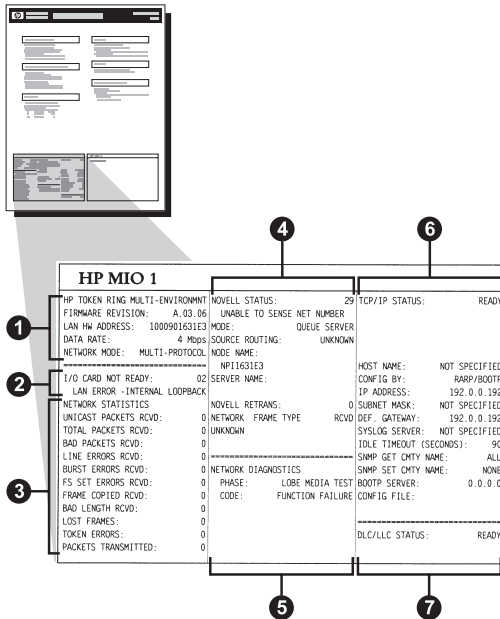 HP MIO 1
HP TOKEN RING MULTI-ENVIRONMNT
FIRMWARE REVISION: A.03.06
LAN HW ADDRESS: 1000901631E3
DATA RATE: 4 Mbps
NETWORK MODE: MULTI-PROTOCOL
I/O CARD NOT READY: 02
LAN ERROR -INTERNAL LOOPBACK
NETWORK STATISTICS
UNICAST PACKETS RCVD: 0
TOTAL PACKETS RCVD: 0
BAD PACKETS RCVD: 0
LINE ERRORS RCVD: 0
BURST ERRORS RCVD: 0
FS SET ERRORS RCVD: 0
FRAME COPIED RCVD: 0
BAD LENGTH RCVD: 0
LOST FRAMES: 0
TOKEN ERRORS: 0
PACKETS TRANSMITTED: 0
1
2
3
4
NOVELL STATUS: 29
UNABLE TO SENSE NET NUMBER
MODE: QUEUE SERVER
SOURCE ROUTING: UNKNOWN
NODE NAME:
NPI1631E3
SERVER NAME:
NOVELL RETRANS: 0
NETWORK FRAME TYPE RCVD
UNKNOWN
NETWORK DIAGNOSTICS
PHASE: LOBE MEDIA TEST
CODE: FUNCTION FAILURE
5
6
TCP/IP STATUS: READY
HOST NAME: NOT SPECIFIED
CONFIG BY: RARP/BOOTP
IP ADDRESS: 192.0.0.192
SUBNET MASK: NOT SPECIFIED
DEF. GATEWAY: 192.0.0.192
SYSLOG SERVER: NOT SPECIFIED
IDLE TIMEOUT (SECONDS): 90
SNMP GET CMTY NAME: ALL
SNMP SET CMTY NAME: NONE
BOOTP SERVER: 0.0.0.0
CONFIG FILE:
DLC/LLC STATUS: READY
7